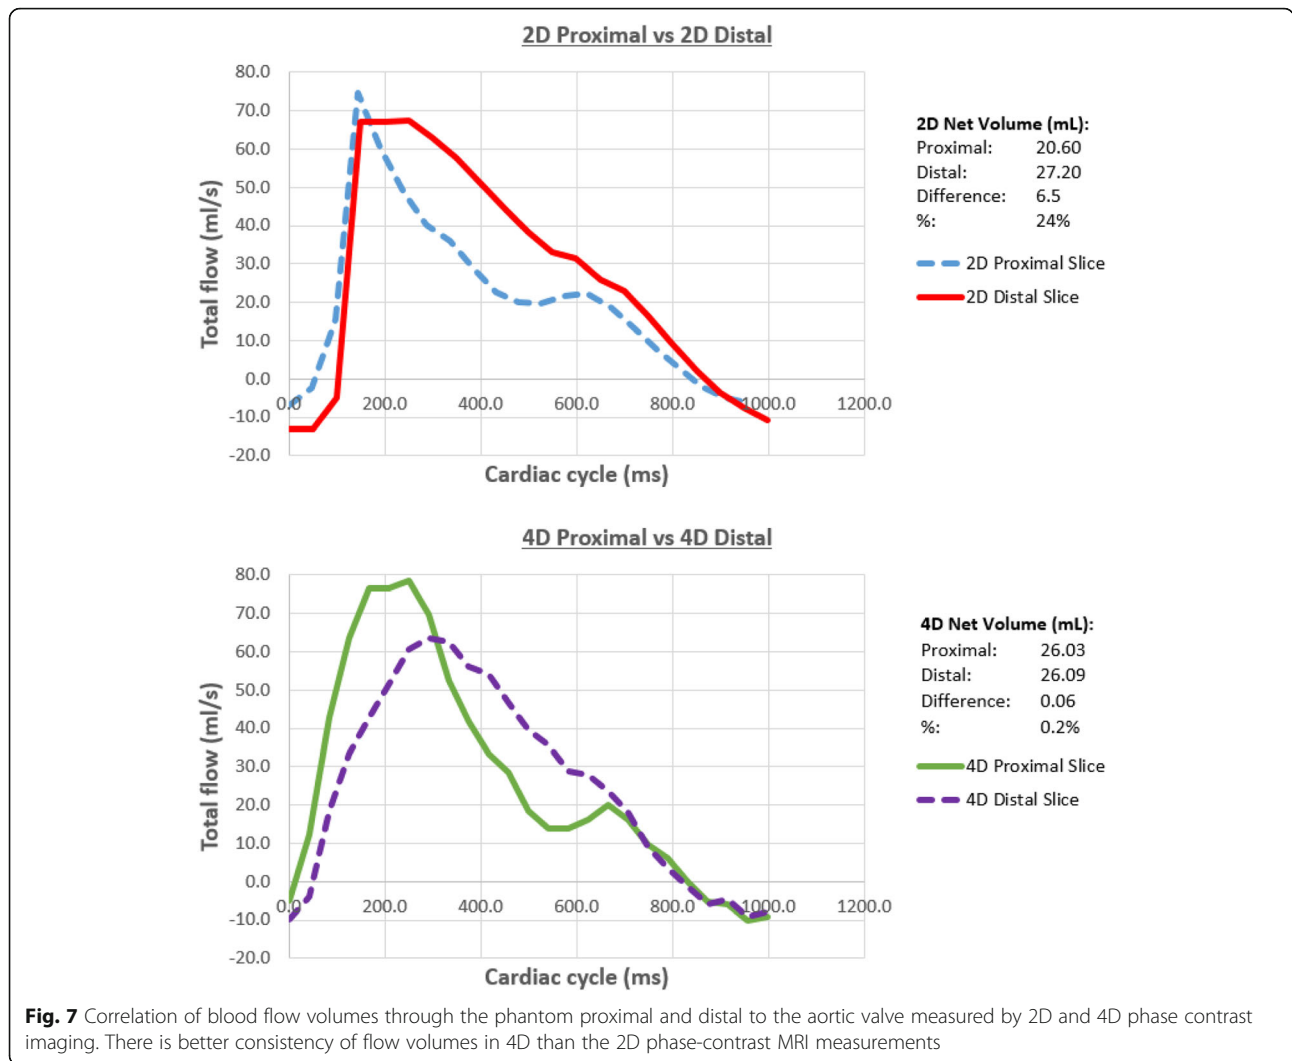 2D Proximal vs 2D Distal
80.0
70.0
60.0
50.0
40.0
30.0
20.0
10.0
0.0
-10.0
-20.0
Total flow (ml/s)
0.0 200.0 400.0 600.0 800.0 1000.0 1200.0
Cardiac cycle (ms)
2D Net Volume (mL):
Proximal: 20.60
Distal: 27.20
Difference: 6.5
%: 24%
2D Proximal Slice
2D Distal Slice
4D Proximal vs 4D Distal
80.0
70.0
60.0
50.0
40.0
30.0
20.0
10.0
0.0
-10.0
-20.0
Total flow (ml/s)
0.0 200.0 400.0 600.0 800.0 1000.0 1200.0
Cardiac cycle (ms)
4D Net Volume (mL):
Proximal: 26.03
Distal: 26.09
Difference: 0.06
%: 0.2%
4D Proximal Slice
4D Distal Slice
Fig. 7 Correlation of blood flow volumes through the phantom proximal and distal to the aortic valve measured by 2D and 4D phase contrast
imaging. There is better consistency of flow volumes in 4D than the 2D phase-contrast MRI measurements